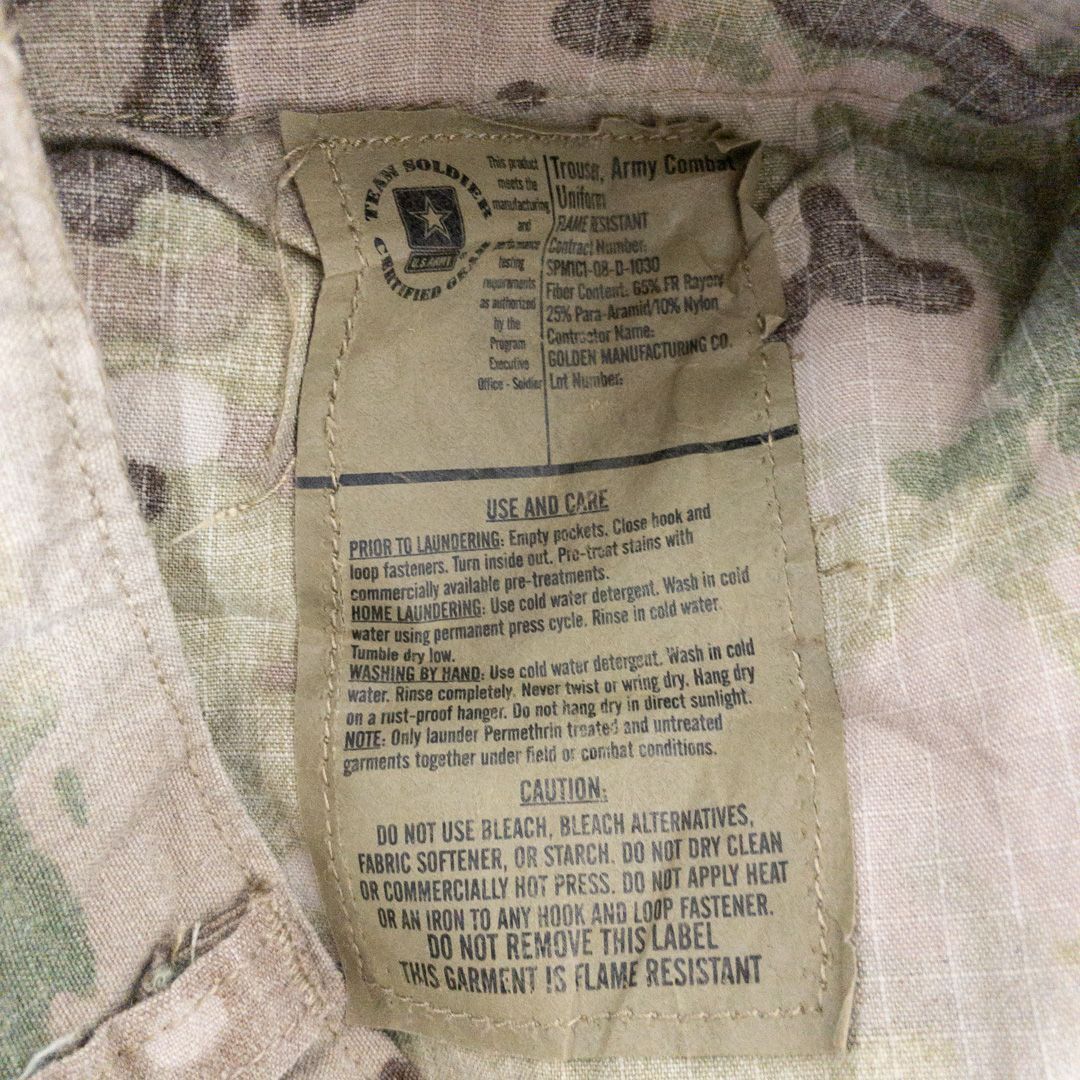 TEAM SOLDIER
CERTIFIED GEAR
U.S. ARMY
This product
meets the
manufacturing
and
performance
testing
requirements
as authorized
by the
Program
Executive
Office - Soldier
Trouser, Army Combat
Uniform
FLAME RESISTANT
Contract Number:
SPM1C1-08-D-1030
Fiber Content: 65% FR Rayon/
25% Para-Aramid/10% Nylon
Contractor Name:
GOLDEN MANUFACTURING CO.
Lot Number:
USE AND CARE
PRIOR TO LAUNDERING: Empty pockets. Close hook and
loop fasteners. Turn inside out. Pre-treat stains with
commercially available pre-treatments.
HOME LAUNDERING: Use cold water detergent. Wash in cold
water using permanent press cycle. Rinse in cold water.
Tumble dry low.
WASHING BY HAND: Use cold water detergent. Wash in cold
water. Rinse completely. Never twist or wring dry. Hang dry
on a rust-proof hanger. Do not hang dry in direct sunlight.
NOTE: Only launder Permethrin treated and untreated
garments together under field or combat conditions.
CAUTION:
DO NOT USE BLEACH, BLEACH ALTERNATIVES,
FABRIC SOFTENER, OR STARCH. DO NOT DRY CLEAN
OR COMMERCIALLY HOT PRESS. DO NOT APPLY HEAT
OR AN IRON TO ANY HOOK AND LOOP FASTENER.
DO NOT REMOVE THIS LABEL
THIS GARMENT IS FLAME RESISTANT